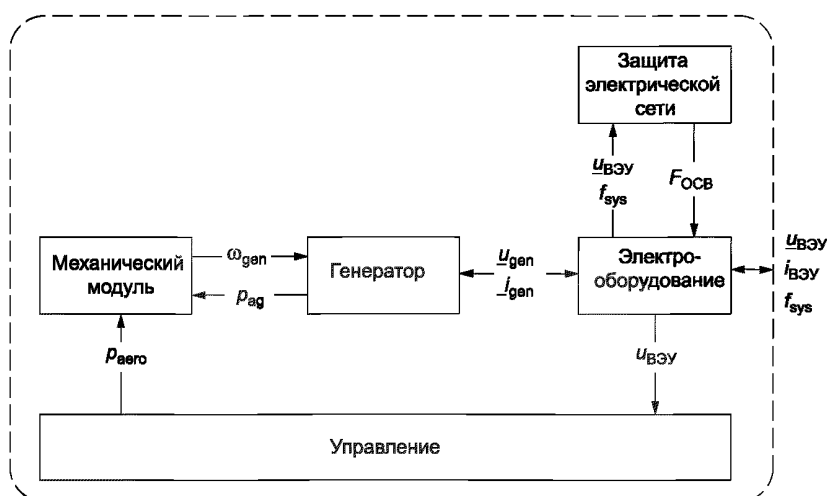 Защита
электрической
сети
u_ВЭУ
f_sys
F_ОСВ
Механический
модуль
ω_gen
p_ag
Генератор
u_gen
i_gen
Электро-
оборудование
u_ВЭУ
i_ВЭУ
f_sys
p_aero
u_ВЭУ
Управление